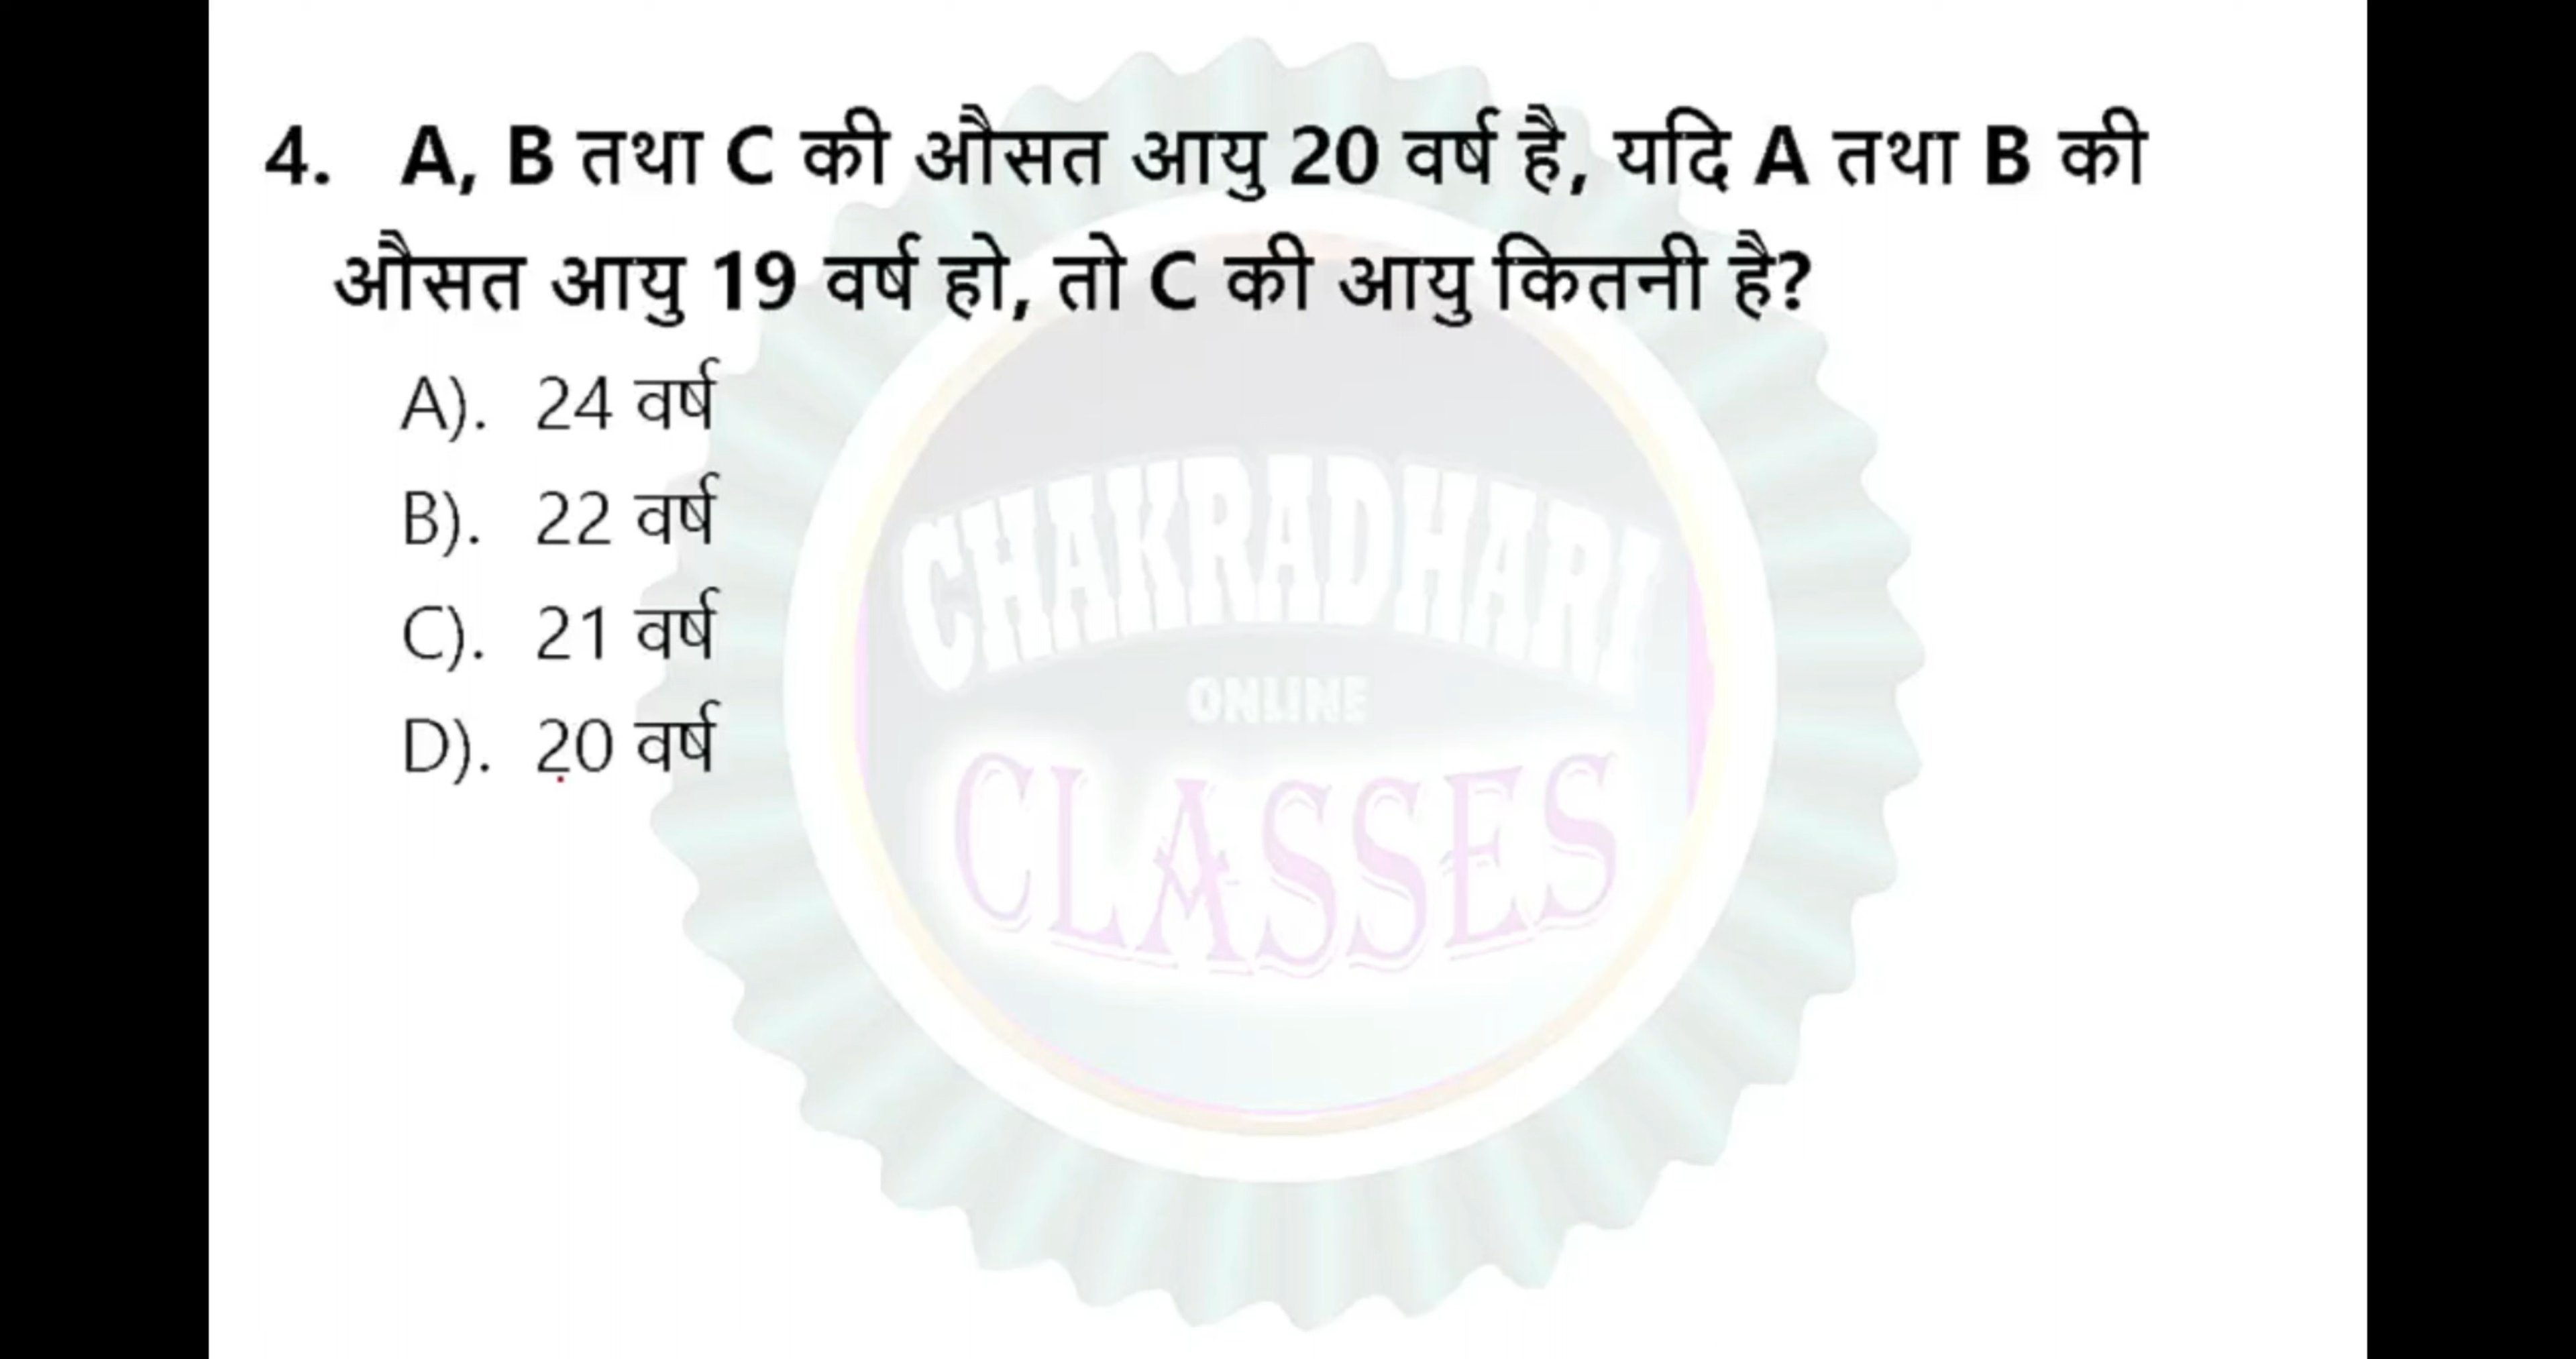 4. A, B तथा C की औसत आयु 20 वर्ष है, यदि A तथा B की
औसत आयु 19 वर्ष हो, तो C की आयु कितनी है?
A). 24 वर्ष
B). 22 वर्ष
C). 21 वर्ष
D). 20 वर्ष
CHAKRADHARI
ONLINE
CLASSES